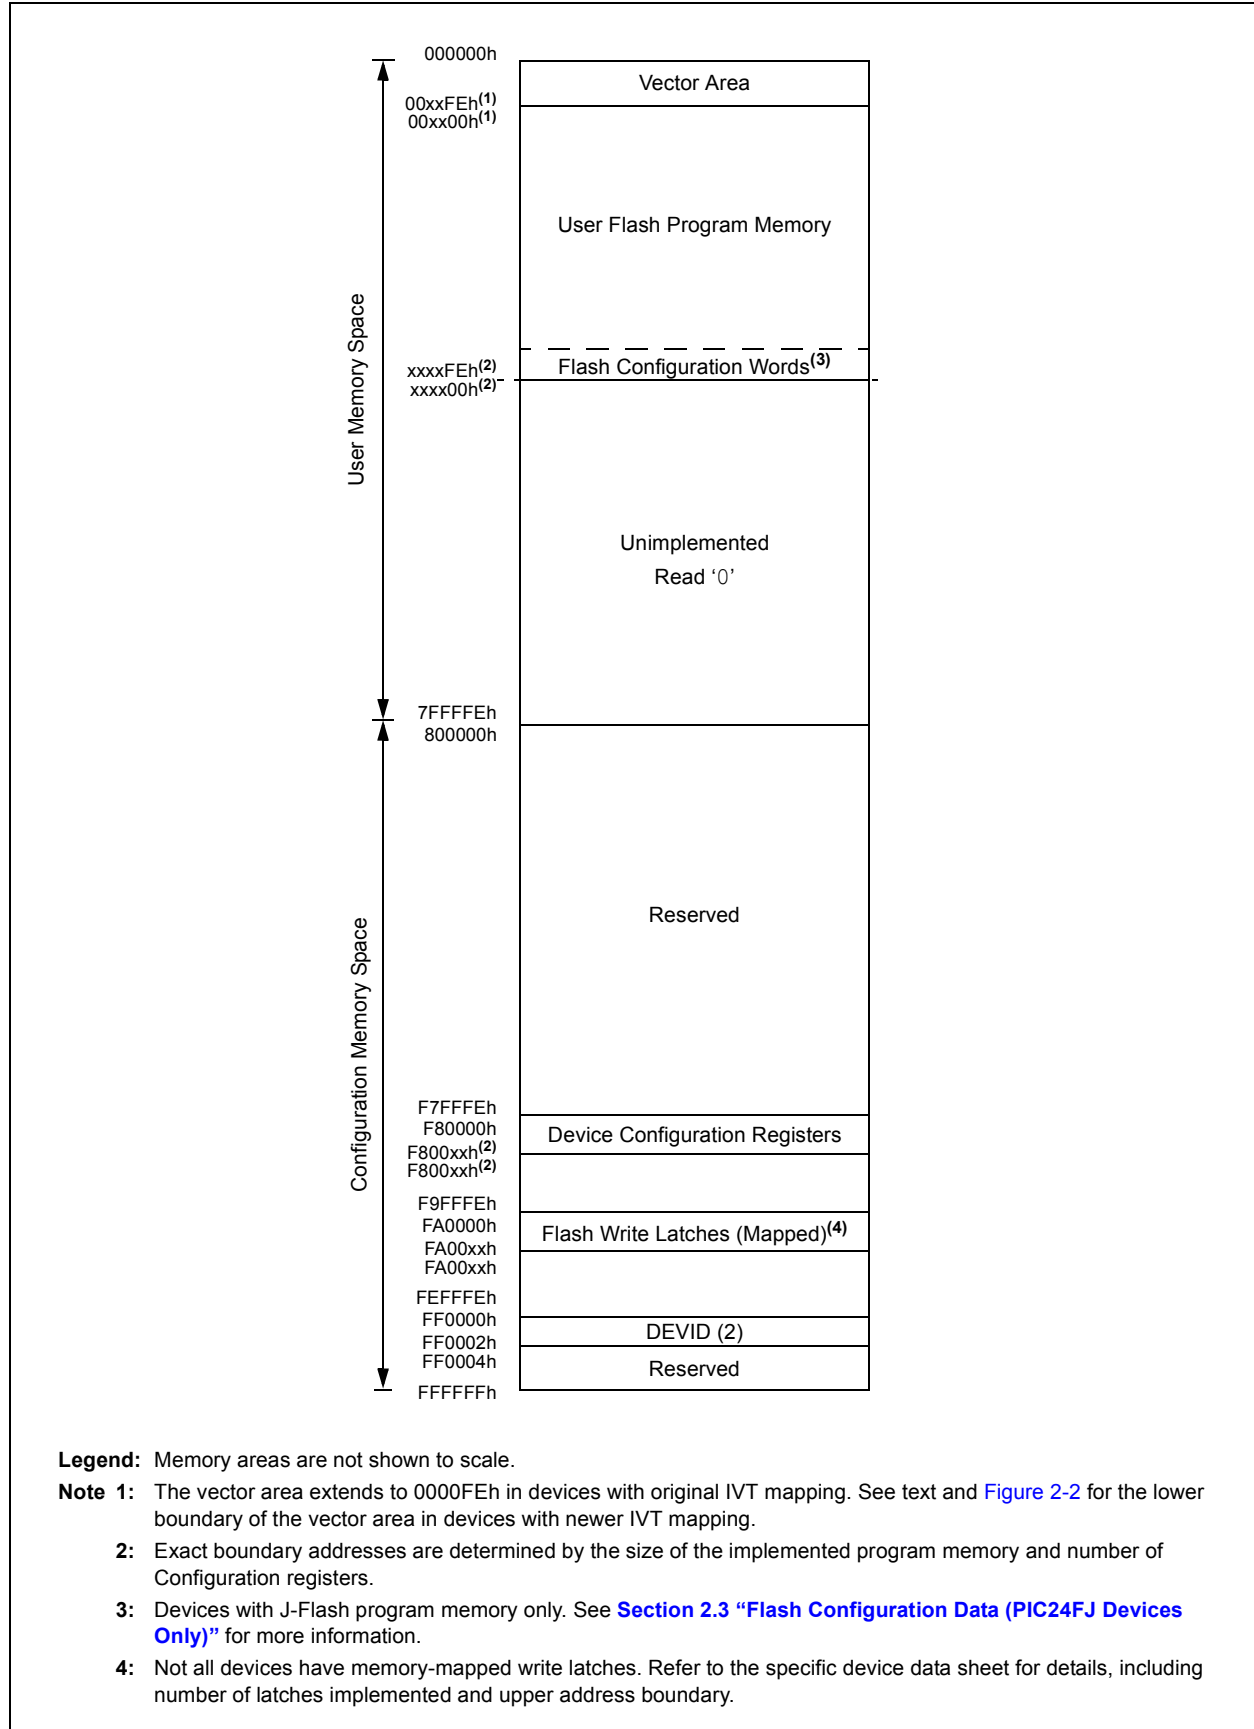 000000h
Vector Area
00xxFEh(1)
00xx00h(1)
User Flash Program Memory
User Memory Space
Flash Configuration Words(3)
xxxxFEh(2)
xxxx00h(2)
Unimplemented
Read ‘0’
7FFFFEh
800000h
Reserved
Configuration Memory Space
F7FFFEh
F80000h
Device Configuration Registers
F800xxh(2)
F800xxh(2)
F9FFFEh
FA0000h
Flash Write Latches (Mapped)(4)
FA00xxh
FA00xxh
FEFFFEh
FF0000h
DEVID (2)
FF0002h
FF0004h
Reserved
FFFFFFh
Legend: Memory areas are not shown to scale.
Note 1: The vector area extends to 0000FEh in devices with original IVT mapping. See text and Figure 2-2 for the lower
boundary of the vector area in devices with newer IVT mapping.
2: Exact boundary addresses are determined by the size of the implemented program memory and number of
Configuration registers.
3: Devices with J-Flash program memory only. See Section 2.3 “Flash Configuration Data (PIC24FJ Devices
Only)” for more information.
4: Not all devices have memory-mapped write latches. Refer to the specific device data sheet for details, including
number of latches implemented and upper address boundary.